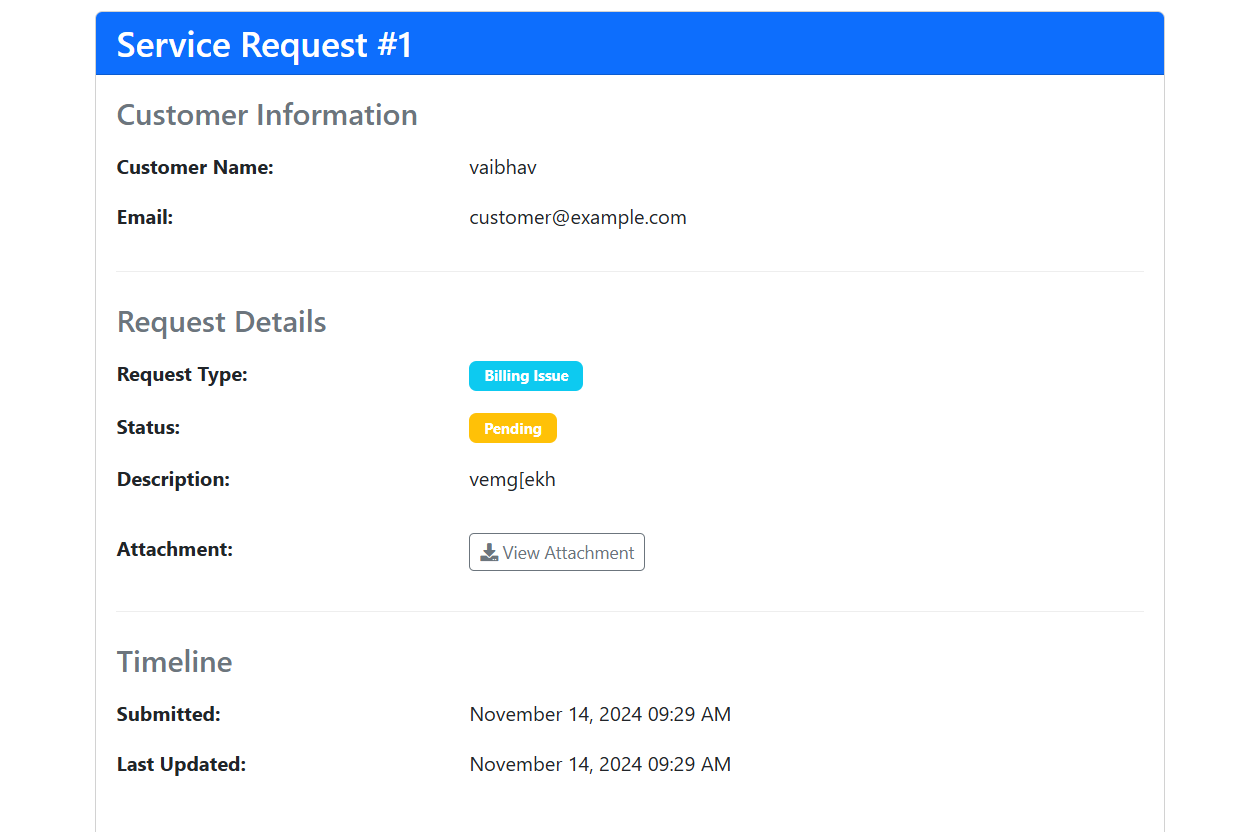 Service Request #1
Customer Information
Customer Name: vaibhav
Email: customer@example.com
Request Details
Request Type: Billing Issue
Status: Pending
Description: vemg[ekh
Attachment: View Attachment
Timeline
Submitted: November 14, 2024 09:29 AM
Last Updated: November 14, 2024 09:29 AM